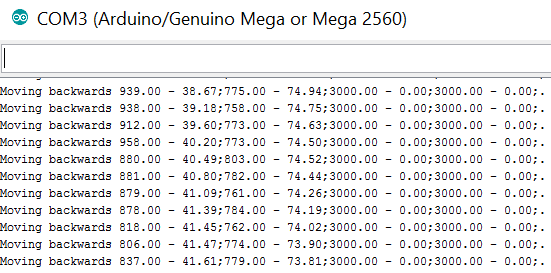 COM3 (Arduino/Genuino Mega or Mega 2560)
Moving backwards 939.00 - 38.67;775.00 - 74.94;3000.00 - 0.00;3000.00 - 0.00;.
Moving backwards 938.00 - 39.18;758.00 - 74.75;3000.00 - 0.00;3000.00 - 0.00;.
Moving backwards 912.00 - 39.60;773.00 - 74.63;3000.00 - 0.00;3000.00 - 0.00;.
Moving backwards 958.00 - 40.20;773.00 - 74.50;3000.00 - 0.00;3000.00 - 0.00;.
Moving backwards 880.00 - 40.49;803.00 - 74.52;3000.00 - 0.00;3000.00 - 0.00;.
Moving backwards 881.00 - 40.80;782.00 - 74.44;3000.00 - 0.00;3000.00 - 0.00;.
Moving backwards 879.00 - 41.09;761.00 - 74.26;3000.00 - 0.00;3000.00 - 0.00;.
Moving backwards 878.00 - 41.39;784.00 - 74.19;3000.00 - 0.00;3000.00 - 0.00;.
Moving backwards 818.00 - 41.45;762.00 - 74.02;3000.00 - 0.00;3000.00 - 0.00;.
Moving backwards 806.00 - 41.47;774.00 - 73.90;3000.00 - 0.00;3000.00 - 0.00;.
Moving backwards 837.00 - 41.61;779.00 - 73.81;3000.00 - 0.00;3000.00 - 0.00;.